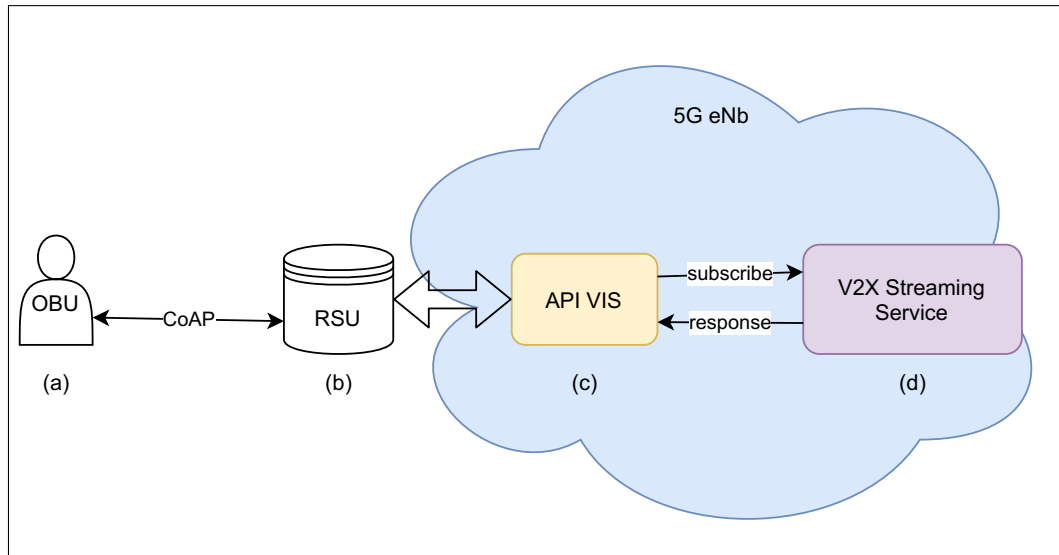 5G eNb
OBU
CoAP
RSU
API VIS
subscribe
response
V2X Streaming
Service
(a)
(b)
(c)
(d)